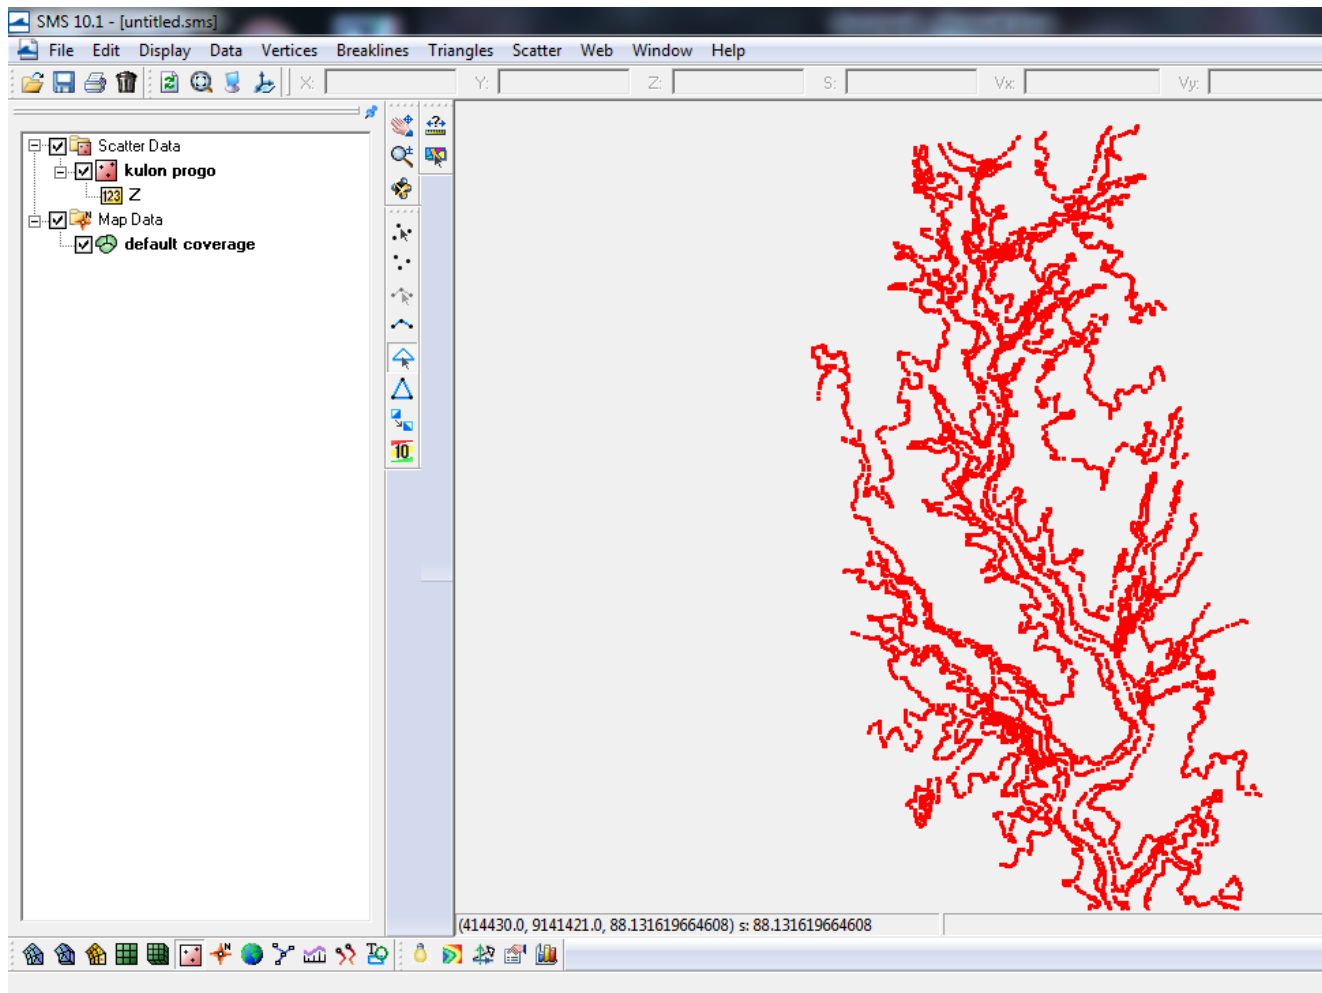 SMS 10.1 - [untitled.sms]
File Edit Display Data Vertices Breaklines Triangles Scatter Web Window Help
X: Y: Z: S: Vx: Vy:
Scatter Data
kulon progo
123 Z
Map Data
N
default coverage
10
(414430.0, 9141421.0, 88.131619664608) s: 88.131619664608
N